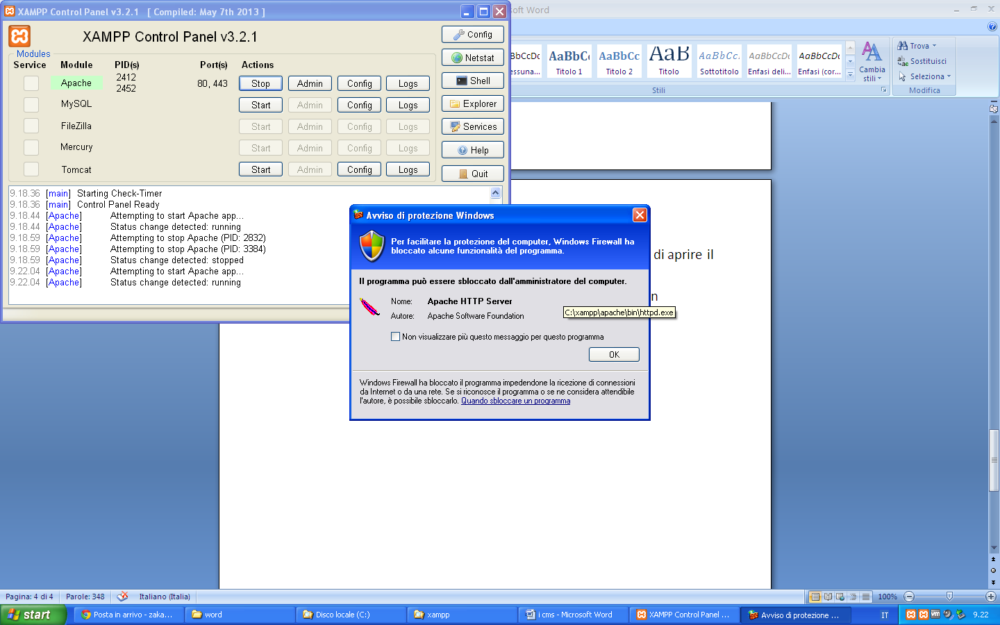 XAMPP Control Panel v3.2.1 [ Compiled: May 7th 2013 ]
XAMPP Control Panel v3.2.1
Config
Modules
Service Module PID(s) Port(s) Actions
Netstat
Apache 2412 2452 80, 443 Stop Admin Config Logs
Shell
MySQL Start Admin Config Logs
Explorer
FileZilla Start Admin Config Logs
Services
Mercury Start Admin Config Logs
Help
Tomcat Start Admin Config Logs
Quit
9.18.36 [main] Starting Check-Timer
9.18.36 [main] Control Panel Ready
9.18.44 [Apache] Attempting to start Apache app...
9.18.44 [Apache] Status change detected: running
9.18.59 [Apache] Attempting to stop Apache (PID: 2832)
9.18.59 [Apache] Attempting to stop Apache (PID: 3384)
9.18.59 [Apache] Status change detected: stopped
9.22.04 [Apache] Attempting to start Apache app...
9.22.04 [Apache] Status change detected: running
soft Word
AaBbCc AaBbCc AaB AaBbCc. AaBbCcDc AaBbCcDc
Titolo 1 Titolo 2 Titolo Sottotitolo Enfasi deli... Enfasi (cor...
Stili
Cambia
stili
Trova
Sostituisci
Seleziona
Modifica
di aprire il
n
Avviso di protezione Windows
Per facilitare la protezione del computer, Windows Firewall ha
bloccato alcune funzionalità del programma.
Il programma può essere sbloccato dall'amministratore del computer.
Nome: Apache HTTP Server
C:\xampp\apache\bin\httpd.exe
Autore: Apache Software Foundation
Non visualizzare più questo messaggio per questo programma
OK
Windows Firewall ha bloccato il programma impedendone la ricezione di connessioni
da Internet o da una rete. Se si riconosce il programma o se ne considera attendibile
l'autore, è possibile sbloccarlo. Quando sbloccare un programma
Pagina: 4 di 4 Parole: 348 Italiano (Italia) 100%
start Posta in arrivo - zaka... word Disco locale (C:) xampp i cms - Microsoft Word XAMPP Control Panel ... Avviso di protezione ... IT 9.22